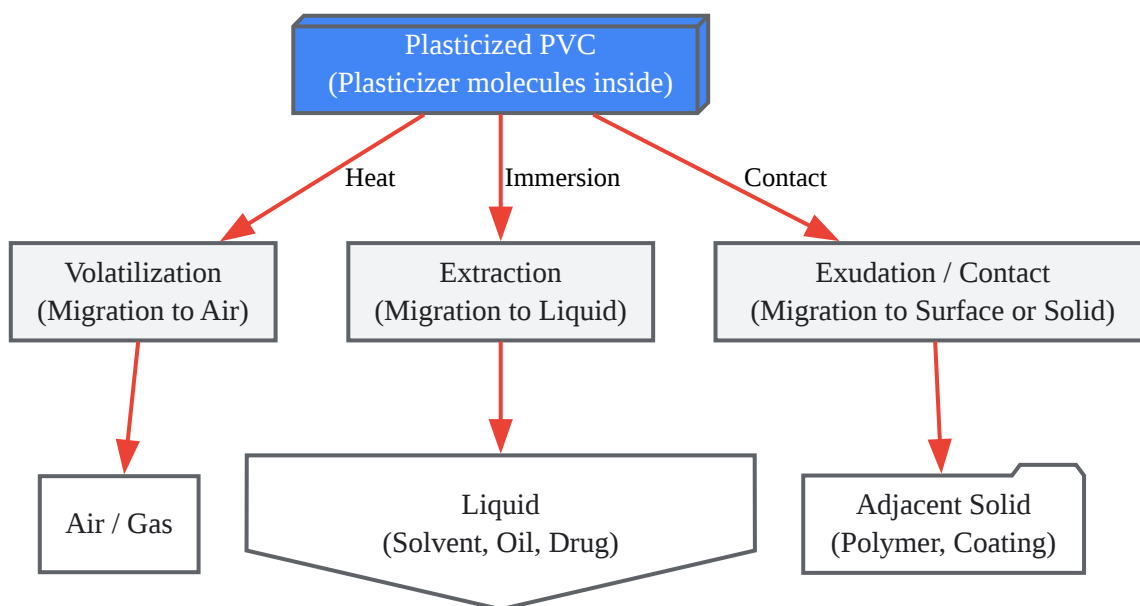 Plasticized PVC
(Plasticizer molecules inside)
Heat
Immersion
Contact
Volatilization
(Migration to Air)
Extraction
(Migration to Liquid)
Exudation / Contact
(Migration to Surface or Solid)
Air / Gas
Liquid
(Solvent, Oil, Drug)
Adjacent Solid
(Polymer, Coating)